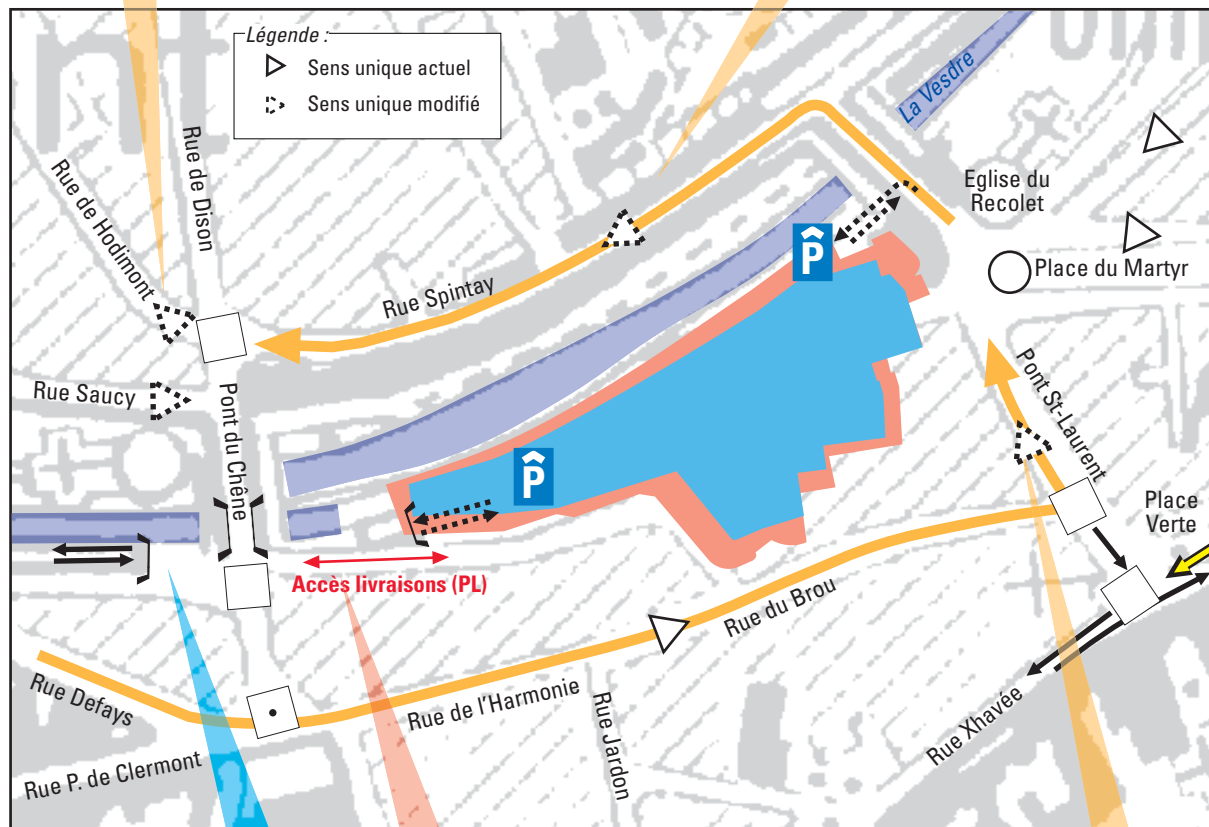 Légende :
Sens unique actuel
Sens unique modifié
La Vesdre
Rue de Dison
Rue de Hodimont
Eglise du
Recolet
P
Place du Martyr
Rue Spintay
Rue Saucy
Pont du Chêne
Pont St-Laurent
P
Place
Verte
Accès livraisons (PL)
Rue du Brou
Rue Defays
Rue de l'Harmonie
Rue Jardon
Rue Xhavée
Rue P. de Clermont